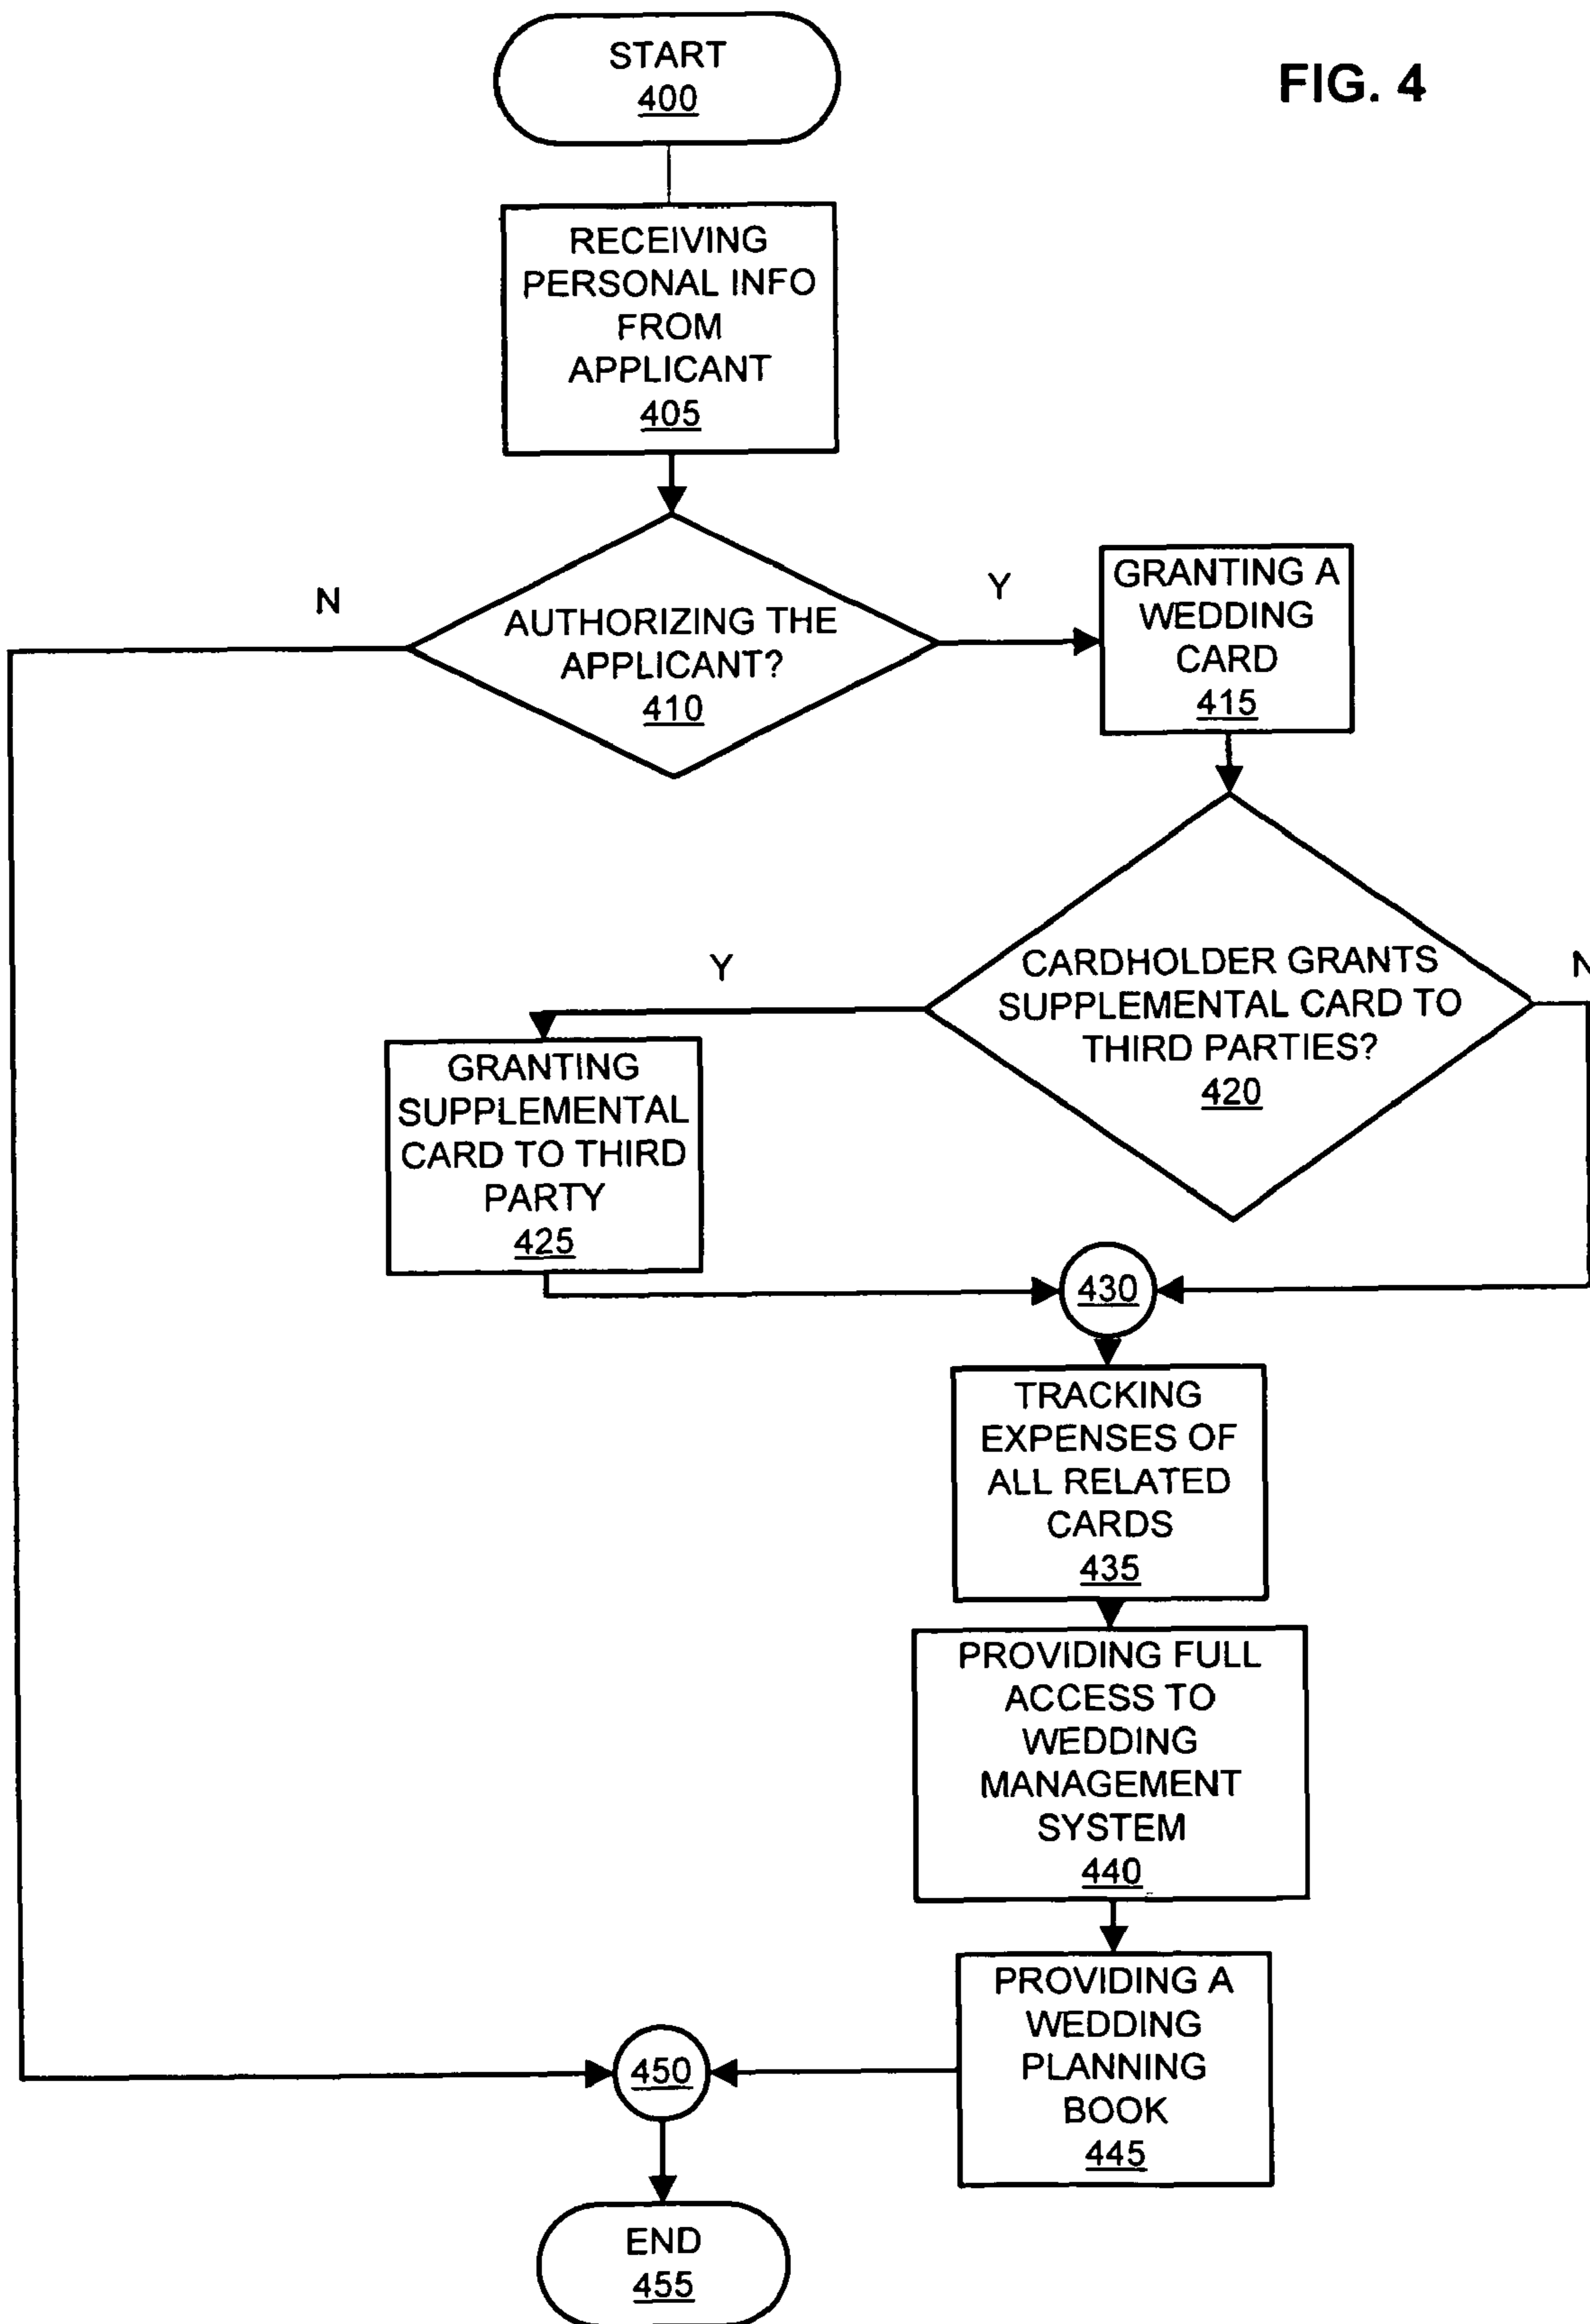 START
400
FIG. 4
RECEIVING
PERSONAL INFO
FROM
APPLICANT
405
N
AUTHORIZING THE
APPLICANT?
410
Y
GRANTING A
WEDDING
CARD
415
Y
CARDHOLDER GRANTS
SUPPLEMENTAL CARD TO
THIRD PARTIES?
420
N
GRANTING
SUPPLEMENTAL
CARD TO THIRD
PARTY
425
430
TRACKING
EXPENSES OF
ALL RELATED
CARDS
435
PROVIDING FULL
ACCESS TO
WEDDING
MANAGEMENT
SYSTEM
440
PROVIDING A
WEDDING
PLANNING
BOOK
445
450
END
455